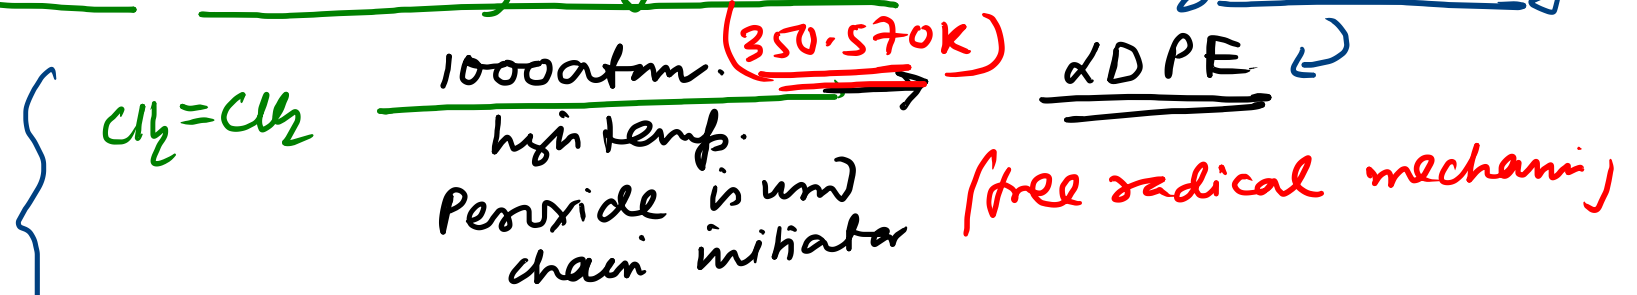 1000atm. (350-570K) LDPE
CH₂=CH₂
high temp.
Peroxide is used (free radical mechanism)
chain initiator